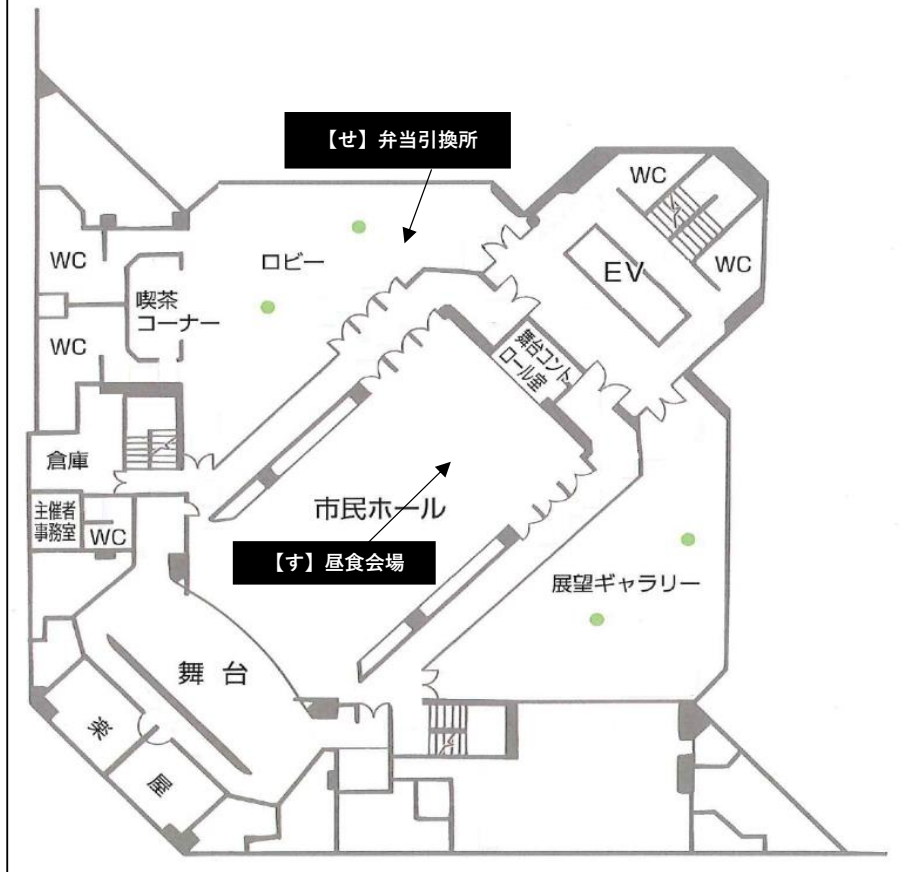 【せ】弁当引換所
WC
WC
ロビー
WC
EV
喫茶
コーナー
WC
舞台コント
ロール室
倉庫
市民ホール
主催者
事務室
WC
【す】昼食会場
展望ギャラリー
舞台
楽
屋